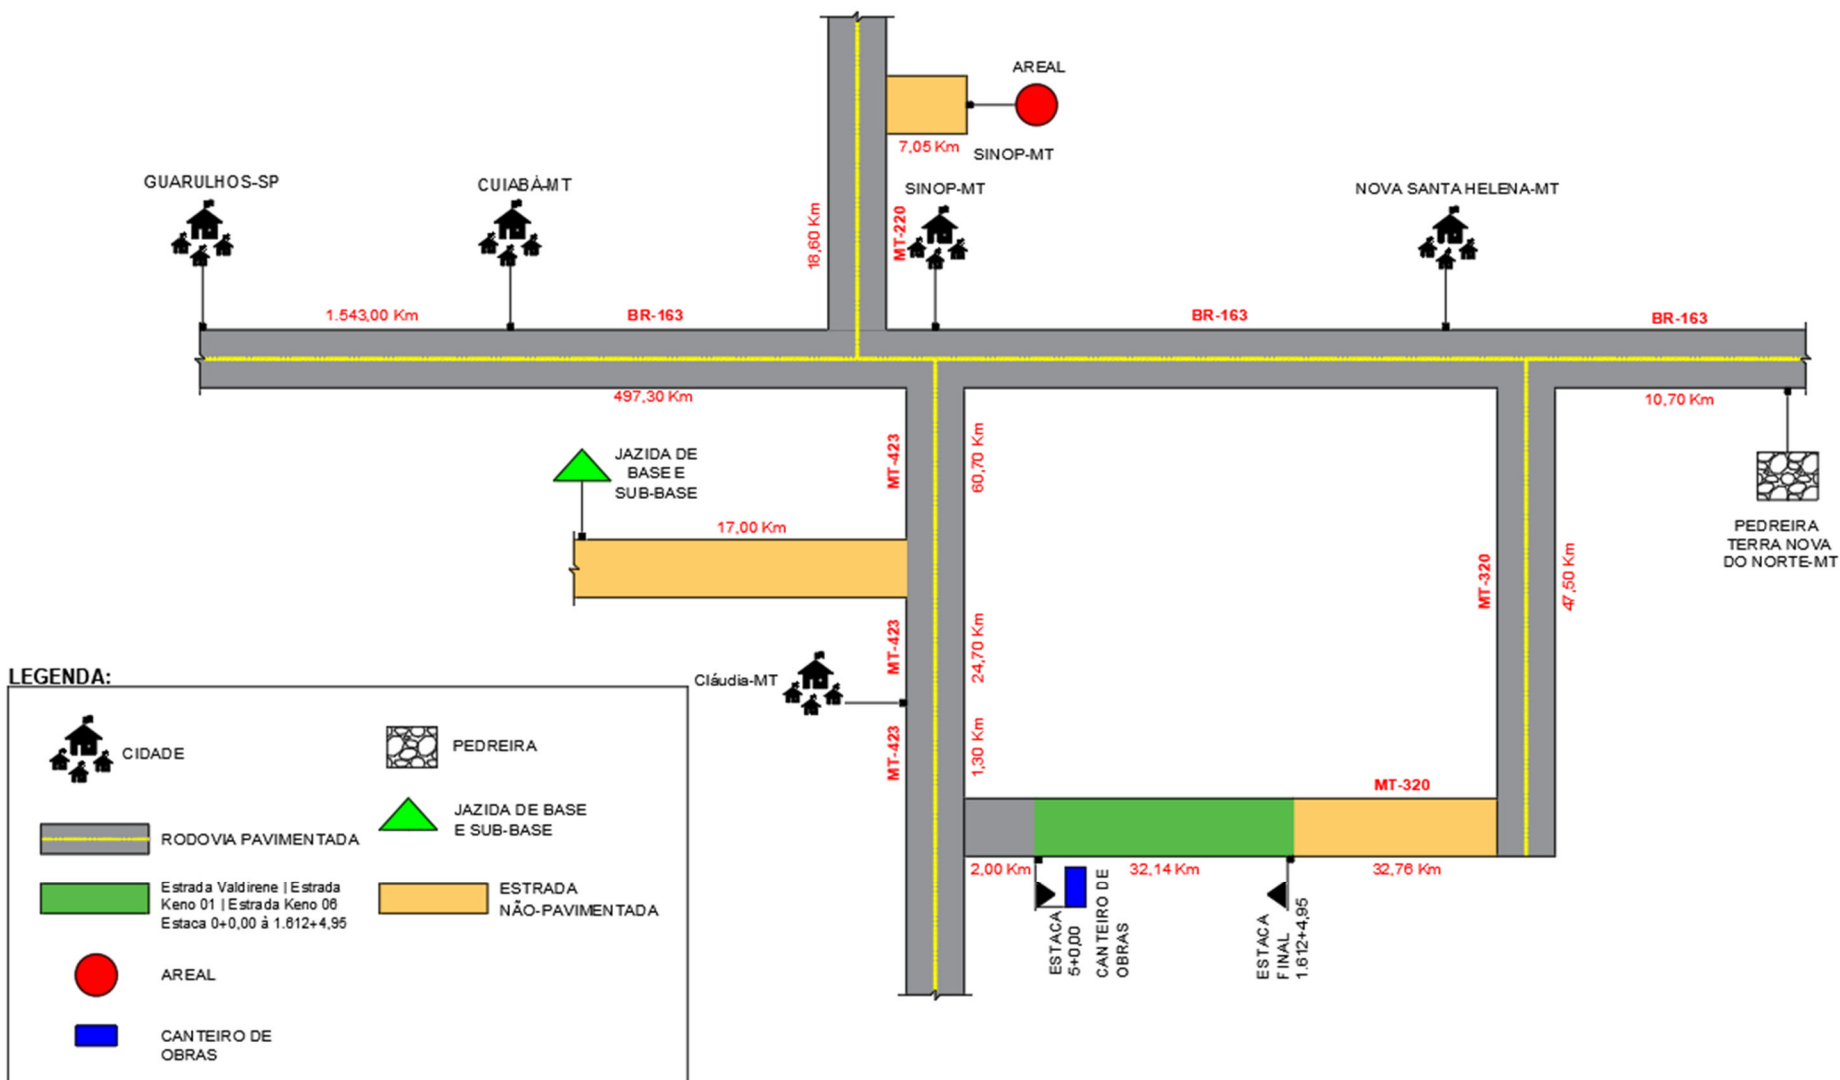 AREAL
7,05 Km
SINOP-MT
GUARULHOS-SP
CUIABÁ-MT
SINOP-MT
NOVA SANTA HELENA-MT
18,60 Km
MT-220
1.543,00 Km
BR-163
BR-163
BR-163
497,30 Km
10,70 Km
JAZIDA DE
BASE E
SUB-BASE
MT-423
60,70 Km
17,00 Km
MT-320
47,50 Km
PEDREIRA
TERRA NOVA
DO NORTE-MT
MT-423
24,70 Km
Cláudia-MT
MT-423
1,30 Km
MT-320
2,00 Km
32,14 Km
32,76 Km
ESTACA
5+0,00
CANTEIRO DE
OBRAS
ESTACA
FINAL
1.612+4,95
LEGENDA:
CIDADE
PEDREIRA
RODOVIA PAVIMENTADA
JAZIDA DE BASE
E SUB-BASE
Estrada Valdirene | Estrada
Keno 01 | Estrada Keno 06
Estaca 0+0,00 à 1.612+4,95
ESTRADA
NÃO-PAVIMENTADA
AREAL
CANTEIRO DE
OBRAS